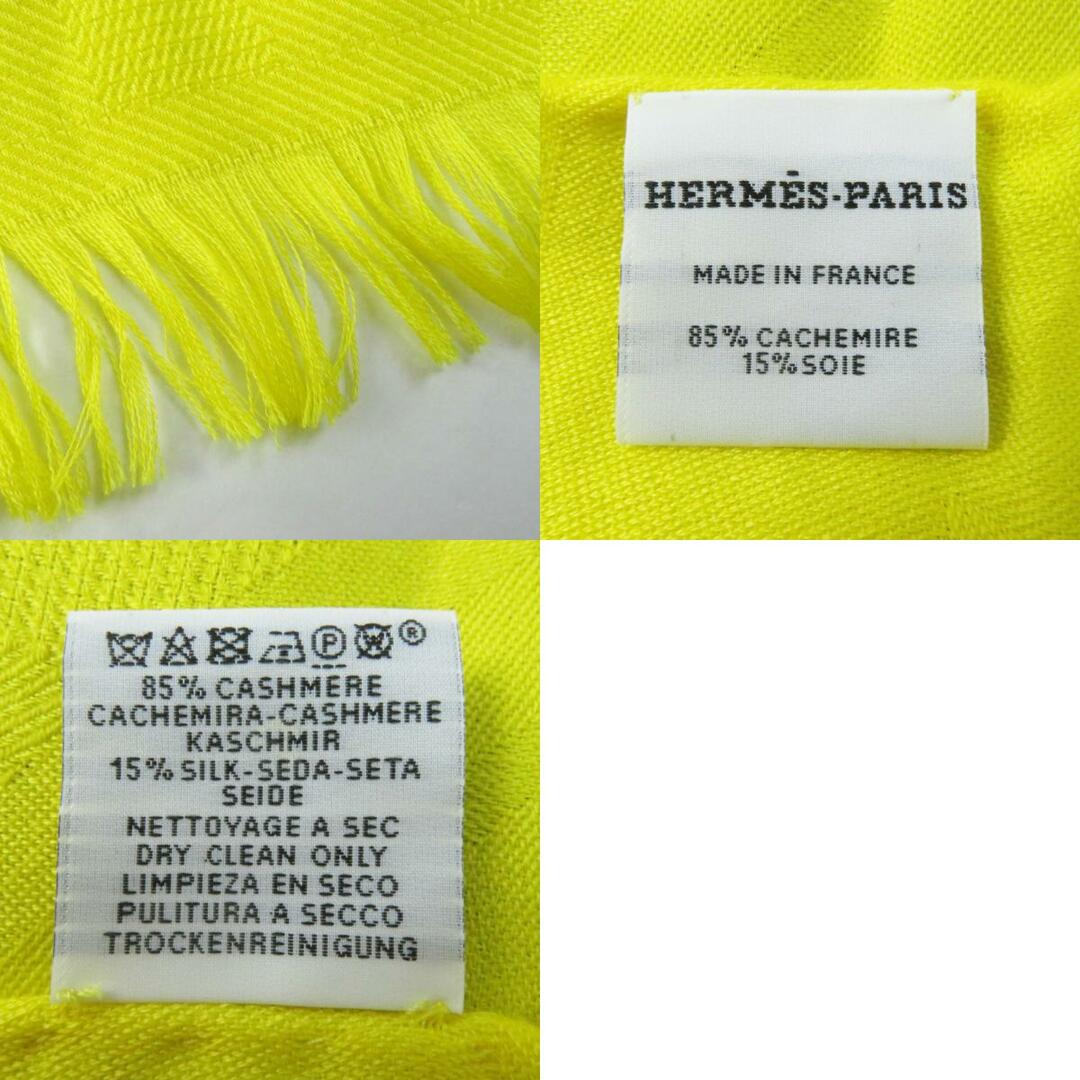 HERMÈS-PARIS
MADE IN FRANCE
85% CACHEMIRE
15% SOIE
P W ®
85% CASHMERE
CACHEMIRA-CASHMERE
KASCHMIR
15% SILK-SEDA-SETA
SEIDE
NETTOYAGE A SEC
DRY CLEAN ONLY
LIMPIEZA EN SECO
PULITURA A SECCO
TROCKENREINIGUNG